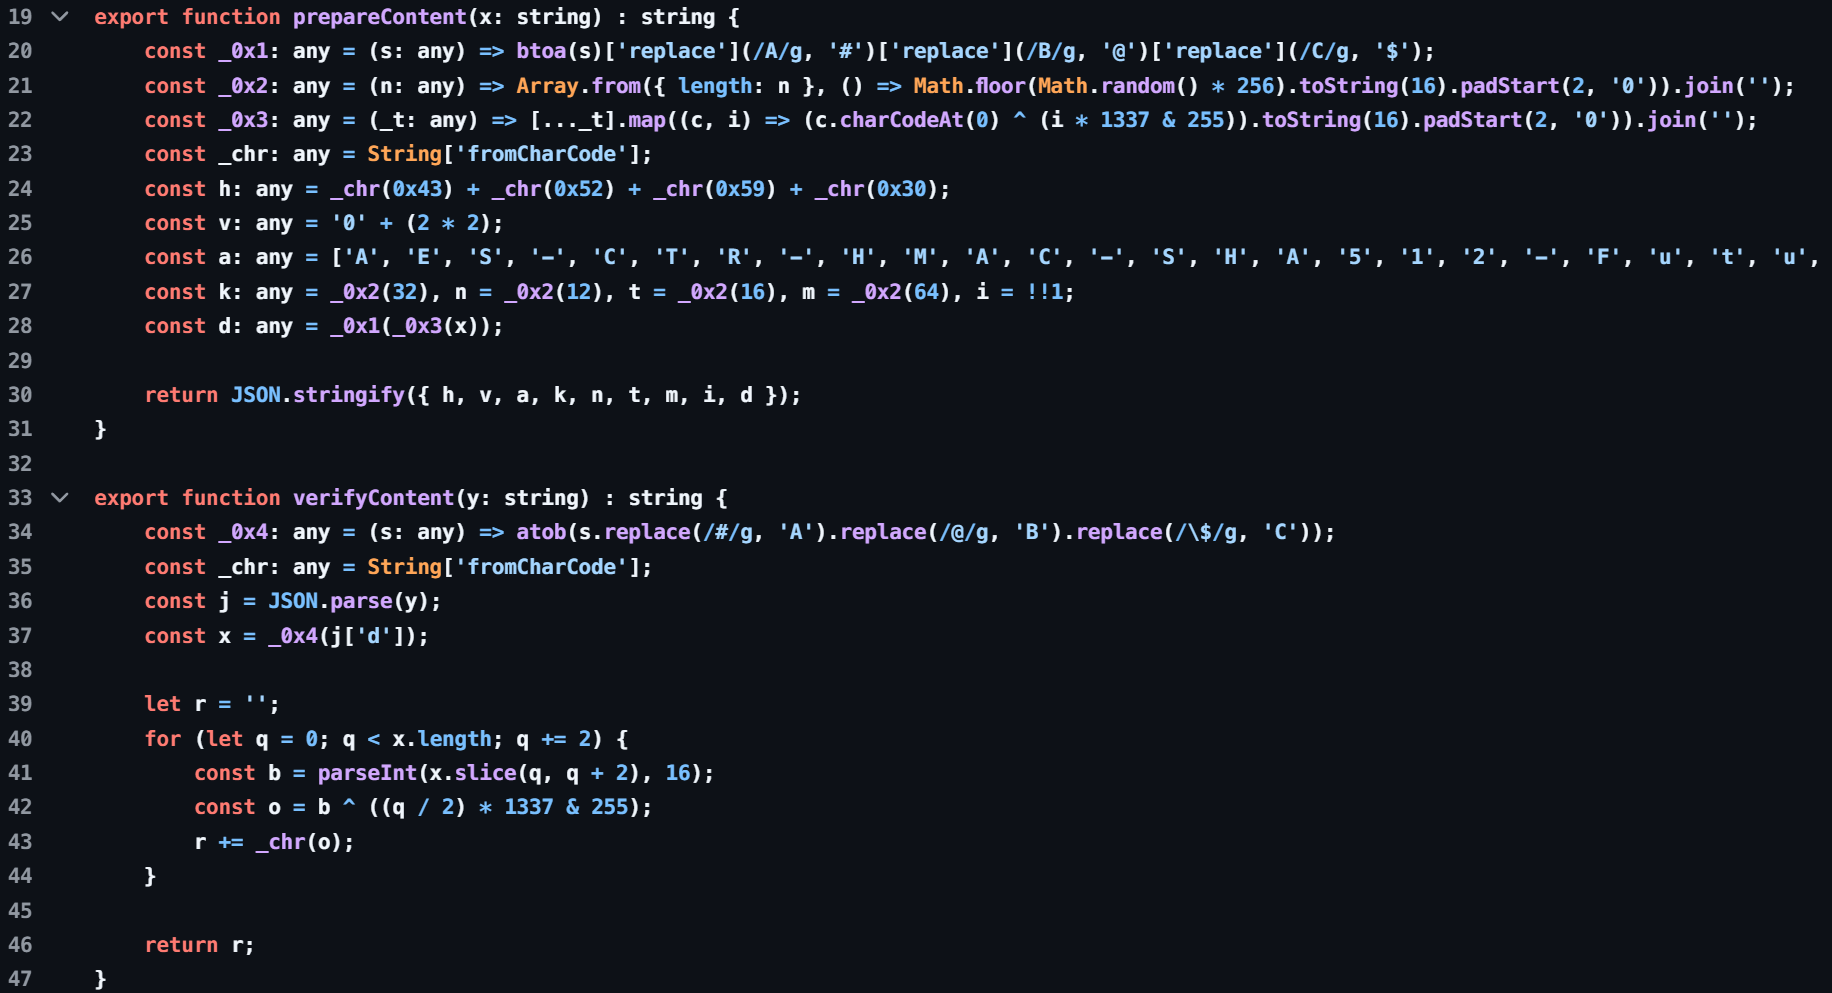 19 export function prepareContent(x: string) : string {
20 const _0x1: any = (s: any) => btoa(s)['replace'](/A/g, '#')['replace'](/B/g, '@')['replace'](/C/g, '$');
21 const _0x2: any = (n: any) => Array.from({ length: n }, () => Math.floor(Math.random() * 256).toString(16).padStart(2, '0')).join('');
22 const _0x3: any = (_t: any) => [..._t].map((c, i) => (c.charCodeAt(0) ^ (i * 1337 & 255)).toString(16).padStart(2, '0')).join('');
23 const _chr: any = String['fromCharCode'];
24 const h: any = _chr(0x43) + _chr(0x52) + _chr(0x59) + _chr(0x30);
25 const v: any = '0' + (2 * 2);
26 const a: any = ['A', 'E', 'S', '-', 'C', 'T', 'R', '-', 'H', 'M', 'A', 'C', '-', 'S', 'H', 'A', '5', '1', '2', '-', 'F', 'u', 't', 'u',
27 const k: any = _0x2(32), n = _0x2(12), t = _0x2(16), m = _0x2(64), i = !!1;
28 const d: any = _0x1(_0x3(x));
29
30 return JSON.stringify({ h, v, a, k, n, t, m, i, d });
31 }
32
33 export function verifyContent(y: string) : string {
34 const _0x4: any = (s: any) => atob(s.replace(/#/g, 'A').replace(/@/g, 'B').replace(/\$/g, 'C'));
35 const _chr: any = String['fromCharCode'];
36 const j = JSON.parse(y);
37 const x = _0x4(j['d']);
38
39 let r = '';
40 for (let q = 0; q < x.length; q += 2) {
41 const b = parseInt(x.slice(q, q + 2), 16);
42 const o = b ^ ((q / 2) * 1337 & 255);
43 r += _chr(o);
44 }
45
46 return r;
47 }